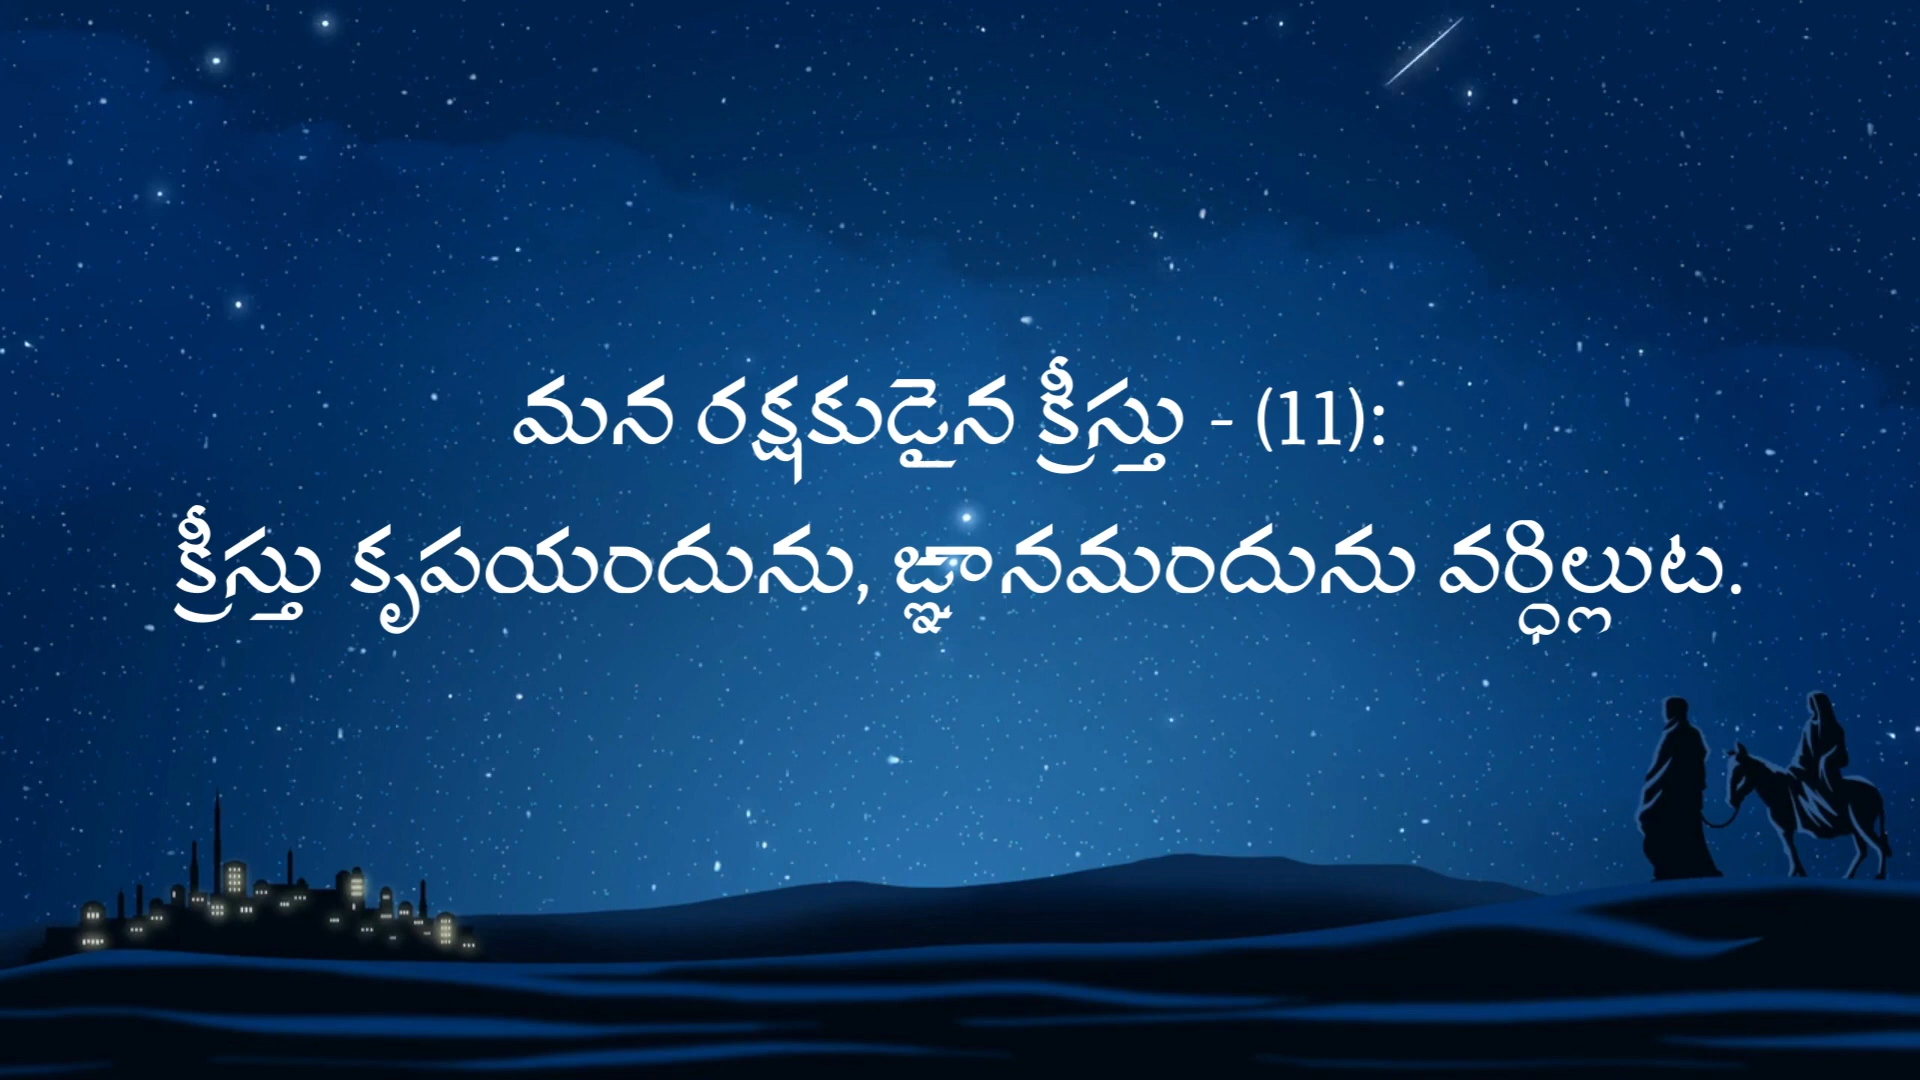 మన రక్షకుడైన క్రీస్తు - (11):
క్రీస్తు కృపయందును, జ్ఞానమందును వర్ధిల్లుట.